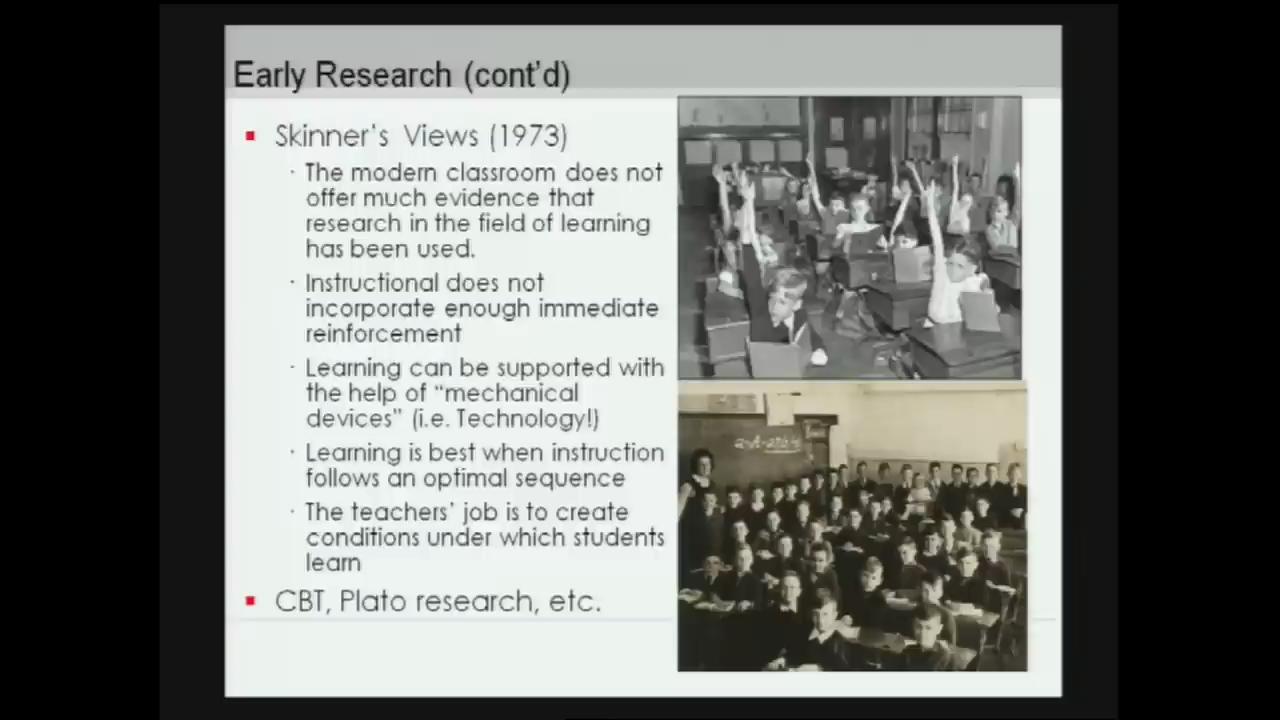 Early Research (cont'd)
Skinner's Views (1973)
The modern classroom does not
offer much evidence that
research in the field of learning
has been used.
Instructional does not
incorporate enough immediate
reinforcement
Learning can be supported with
the help of “mechanical
devices” (i.e. Technology!)
Learning is best when instruction
follows an optimal sequence
The teachers' job is to create
conditions under which students
learn
CBT, Plato research, etc.